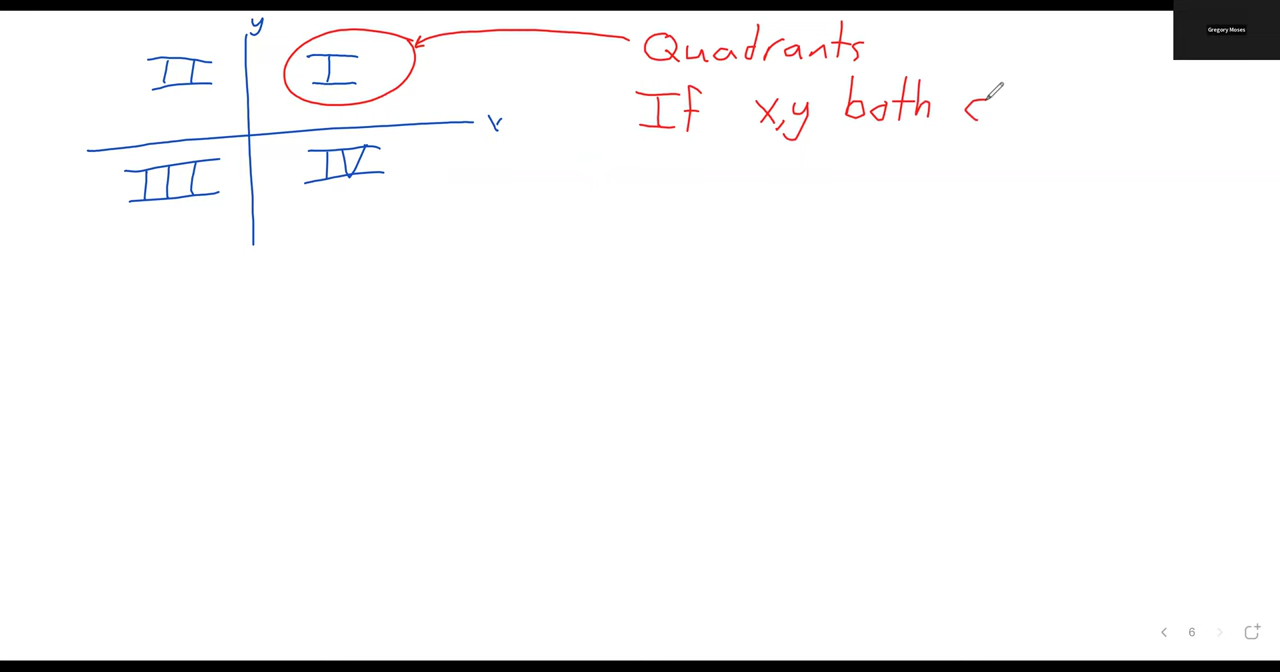 Gregory Moses
y
II I
Quadrants
If x,y both
x
III IV
6